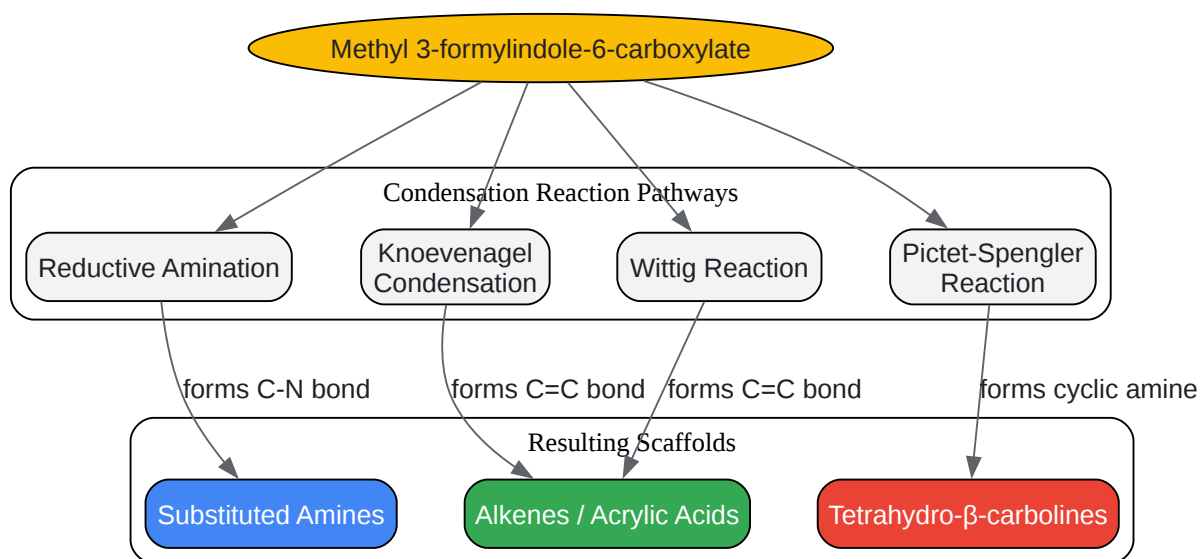 Methyl 3-formylindole-6-carboxylate
Condensation Reaction Pathways
Reductive Amination
Knoevenagel
Condensation
Wittig Reaction
Pictet-Spengler
Reaction
forms C-N bond
forms C=C bond
forms C=C bond
forms cyclic amine
Resulting Scaffolds
Substituted Amines
Alkenes / Acrylic Acids
Tetrahydro-β-carbolines